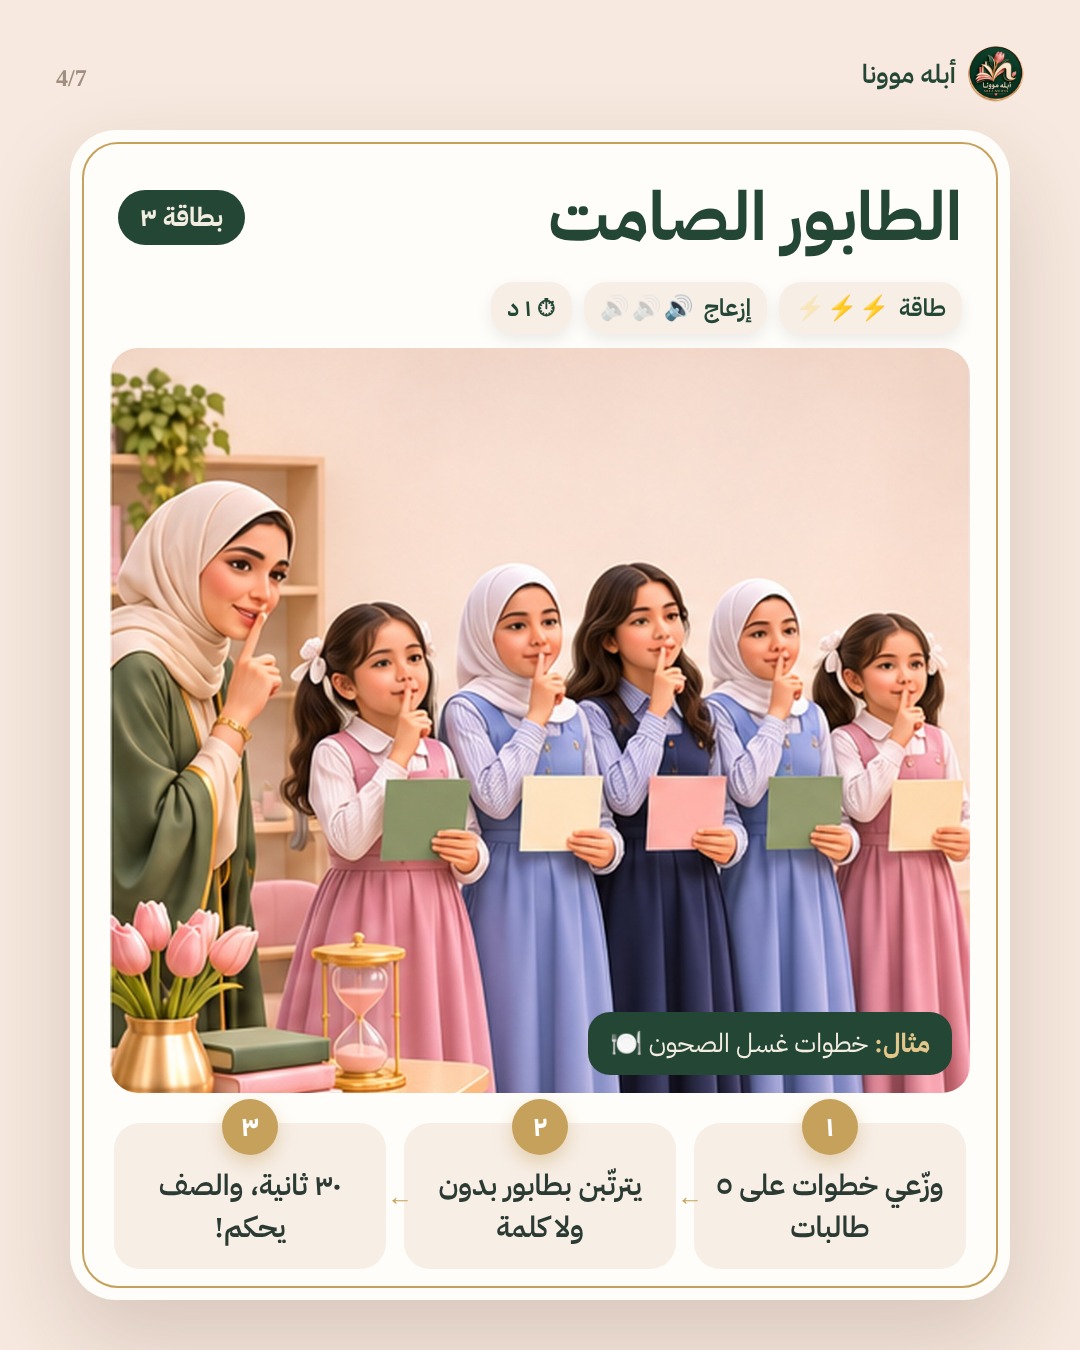 أبله موونا
4/7
الطابور الصامت
بطاقة ٣
طاقة ⚡⚡⚡
إزعاج 🔊🔊🔊
⏱ ١ د
مثال: خطوات غسل الصحون 🍽️
١
وزّعي خطوات على ٥
طالبات
←
٢
يترتّبن بطابور بدون
ولا كلمة
←
٣
٣٠ ثانية، والصف
يحكم!